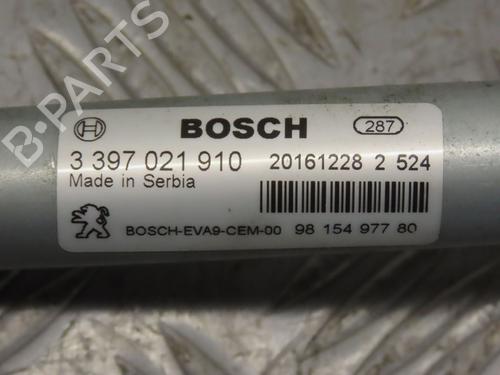 B-PARTS
BOSCH
287
3 397 021 910
20161228 2 524
Made in Serbia
BOSCH-EVA9-CEM-00
98 154 977 80